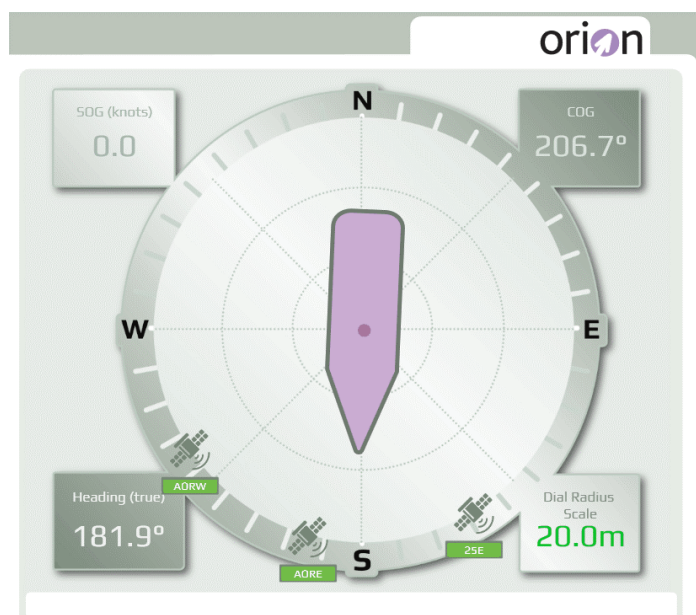 orion
N
SOG (knots)
0.0
COG
206.7°
W
E
AORW
Heading (true)
181.9°
AORE
S
25E
Dial Radius
Scale
20.0m